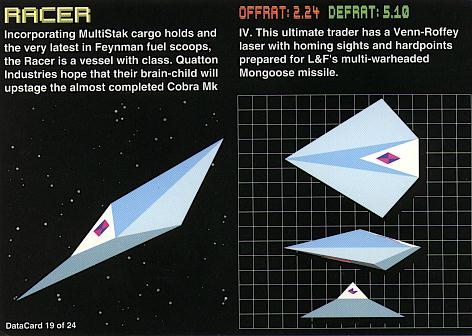 RACER
Incorporating MultiStak cargo holds and
the very latest in Feynman fuel scoops,
the Racer is a vessel with class. Quatton
Industries hope that their brain-child will
upstage the almost completed Cobra Mk
OFFRAT: 2.24 DEFRAT: 5.10
IV. This ultimate trader has a Venn-Roffey
laser with homing sights and hardpoints
prepared for L&F's multi-warheaded
Mongoose missile.
DataCard 19 of 24